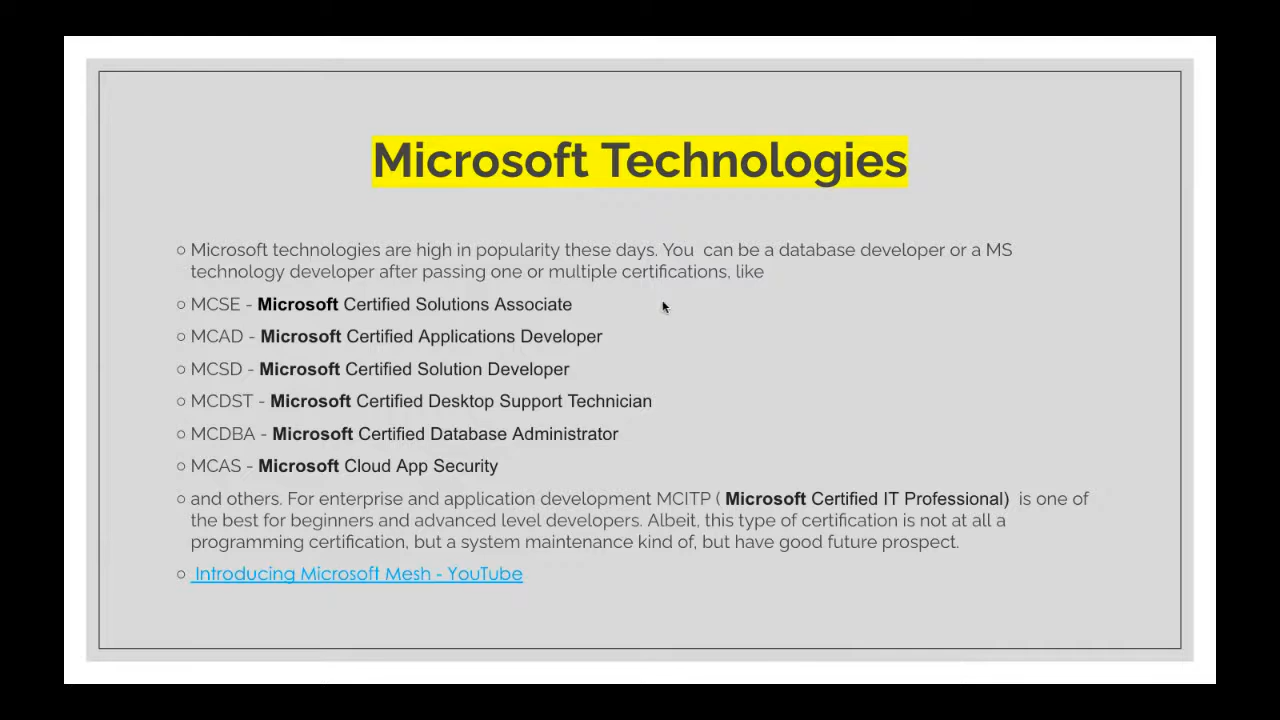 Microsoft Technologies
○ Microsoft technologies are high in popularity these days. You  can be a database developer or a MS
technology developer after passing one or multiple certifications, like
○ MCSE - Microsoft Certified Solutions Associate
○ MCAD - Microsoft Certified Applications Developer
○ MCSD - Microsoft Certified Solution Developer
○ MCDST - Microsoft Certified Desktop Support Technician
○ MCDBA - Microsoft Certified Database Administrator
○ MCAS - Microsoft Cloud App Security
○ and others. For enterprise and application development MCITP ( Microsoft Certified IT Professional)  is one of
the best for beginners and advanced level developers. Albeit, this type of certification is not at all a
programming certification, but a system maintenance kind of, but have good future prospect.
○ Introducing Microsoft Mesh - YouTube